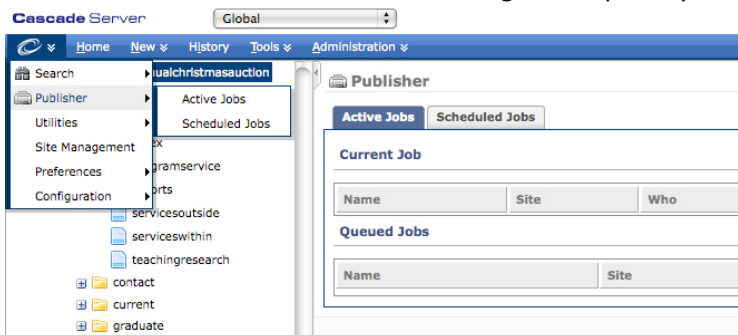 Cascade Server Global
Home New History Tools Administration
Search
Publisher
Utilities
Site Management
Preferences
Configuration
Active Jobs
Scheduled Jobs
ualchristmasauction
gramservice
servicesoutside
serviceswithin
teachingresearch
contact
current
graduate
Publisher
Active Jobs Scheduled Jobs
Current Job
Name Site Who
Queued Jobs
Name Site